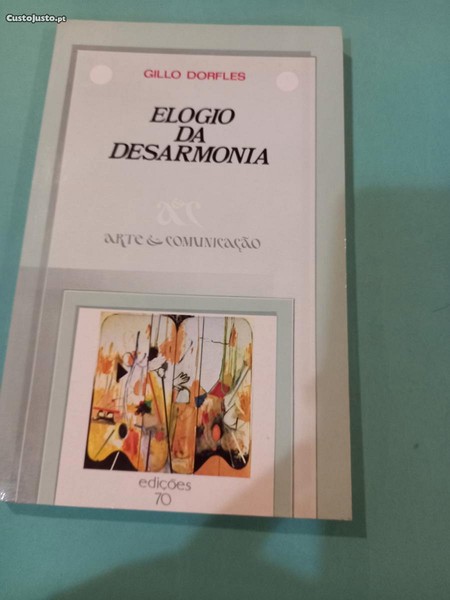 CustoJusto.pt
GILLO DORFLES
ELOGIO
DA
DESARMONIA
A&C
ARTE & COMUNICAÇÃO
edições
70